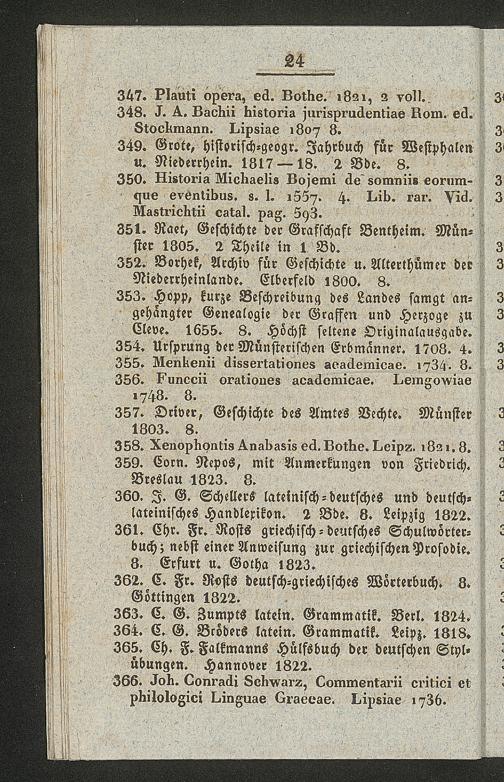 24
347. Plauti opera, ed. Bothe. 1821, 2 voll.
348. J. A. Bachii historia jurisprudentiae Rom. ed.
Stockmann. Lipsiae 1807 8.
349. Grote, historisch-geogr. Jahrbuch für Westphalen
u. Niederrhein. 1817 — 18. 2 Bde. 8.
350. Historia Michaelis Bojemi de somniis eorum-
que eventibus. s. l. 1557. 4. Lib. rar. Vid.
Mastrichtii catal. pag. 593.
351. Raet, Geschichte der Grafschaft Bentheim. Mün-
ster 1805. 2 Theile in 1 Bd.
352. Borhek, Archiv für Geschichte u. Alterthümer der
Niederrheinlande. Elberfeld 1800. 8.
353. Hopp, kurze Beschreibung des Landes samgt an-
gehängter Genealogie der Graffen und Herzoge zu
Cleve. 1655. 8. Höchst seltene Originalausgabe.
354. Ursprung der Münsterischen Erbmänner. 1708. 4.
355. Menkenii dissertationes academicae. 1734. 8.
356. Funccii orationes academicae. Lemgowiae
1748. 8.
357. Driver, Geschichte des Amtes Vechte. Münster
1803. 8.
358. Xenophontis Anabasis ed. Bothe. Leipz. 1821. 8.
359. Corn. Nepos, mit Anmerkungen von Friedrich.
Breslau 1823. 8.
360. J. G. Schellers lateinisch-deutsches und deutsch-
lateinisches Handlerikon. 2 Bde. 8. Leipzig 1822.
361. Chr. Fr. Rosts griechisch-deutsches Schulwörter-
buch; nebst einer Anweisung zur griechischen Prosodie.
8. Erfurt u. Gotha 1823.
362. C. Fr. Rosts deutsch-griechisches Wörterbuch. 8.
Göttingen 1822.
363. C. G. Zumpts latein. Grammatik. Berl. 1824.
364. C. G. Bröders latein. Grammatik. Leipz. 1818.
365. Ch. F. Falkmanns Hülfsbuch der deutschen Styl-
übungen. Hannover 1822.
366. Joh. Conradi Schwarz, Commentarii critici et
philologici Linguae Graecae. Lipsiae 1736.